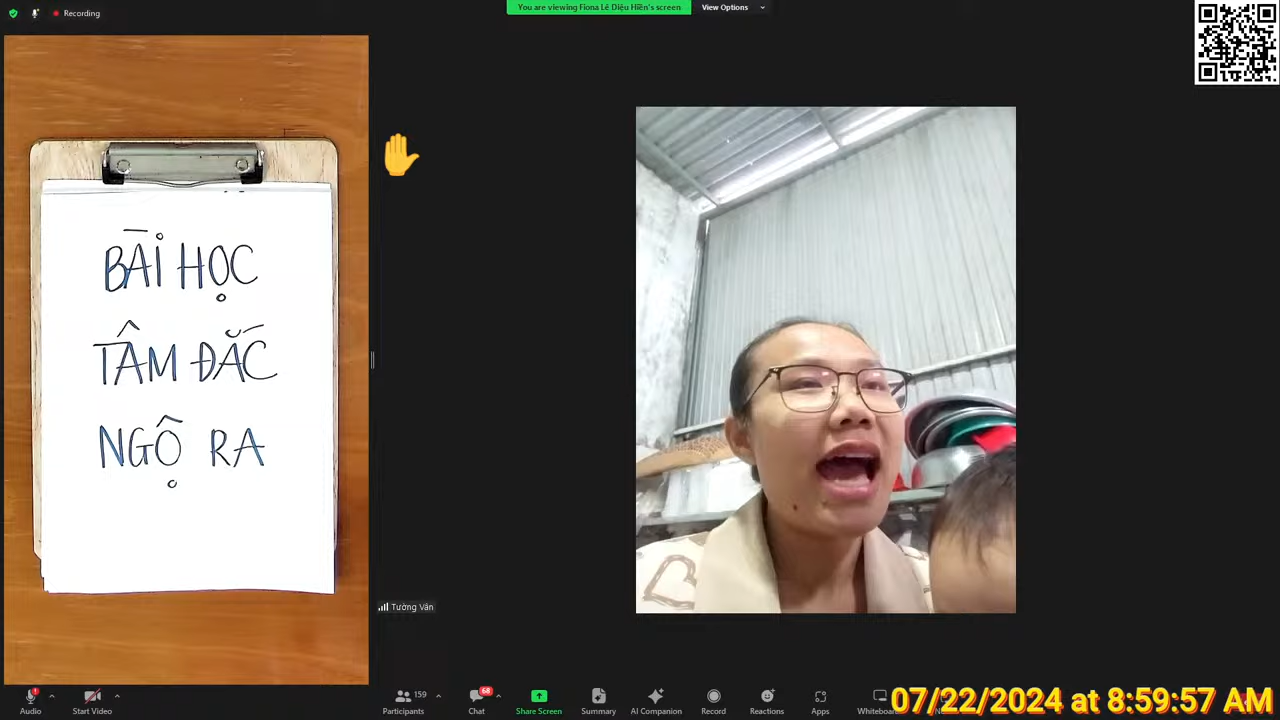 Recording
You are viewing Fiona Lê Diệu Hiền's screen
View Options
BÀI HỌC
TÂM ĐẮC
NGỘ RA
Tường Vân
Audio
Start Video
159
Participants
68
Chat
Share Screen
Summary
AI Companion
Record
Reactions
Apps
07/22/2024 at 8:59:57 AM